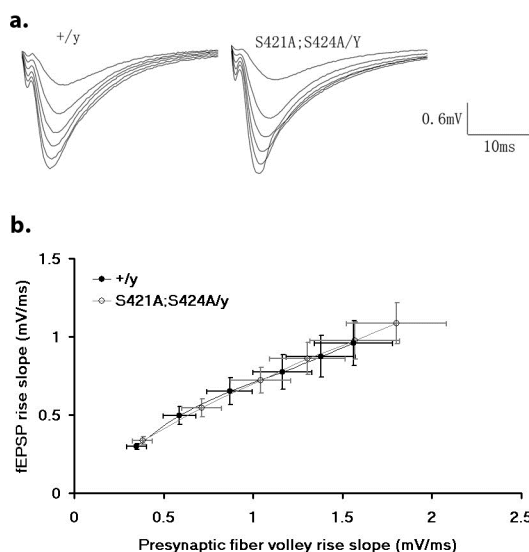 a.
+/y
S421A;S424A/Y
0.6mV
10ms
b.
+/y
S421A;S424A/y
fEPSP rise slope (mV/ms)
1.5
1
0.5
0
0
0.5
1
1.5
2
2.5
Presynaptic fiber volley rise slope (mV/ms)